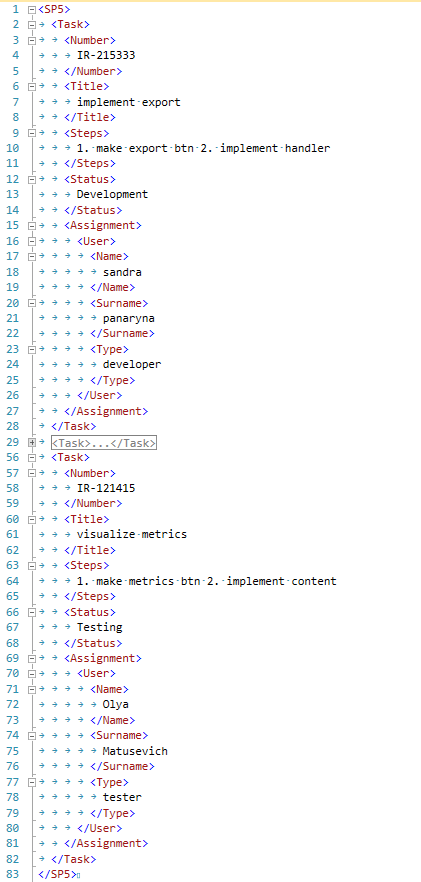 1 <SP5>
2 <Task>
3 <Number>
4 IR-215333
5 </Number>
6 <Title>
7 implement export
8 </Title>
9 <Steps>
10 1. make export btn 2. implement handler
11 </Steps>
12 <Status>
13 Development
14 </Status>
15 <Assignment>
16 <User>
17 <Name>
18 sandra
19 </Name>
20 <Surname>
21 panaryna
22 </Surname>
23 <Type>
24 developer
25 </Type>
26 </User>
27 </Assignment>
28 </Task>
29 <Task>...</Task>
56 <Task>
57 <Number>
58 IR-121415
59 </Number>
60 <Title>
61 visualize metrics
62 </Title>
63 <Steps>
64 1. make metrics btn 2. implement content
65 </Steps>
66 <Status>
67 Testing
68 </Status>
69 <Assignment>
70 <User>
71 <Name>
72 Olya
73 </Name>
74 <Surname>
75 Matusevich
76 </Surname>
77 <Type>
78 tester
79 </Type>
80 </User>
81 </Assignment>
82 </Task>
83 </SP5>